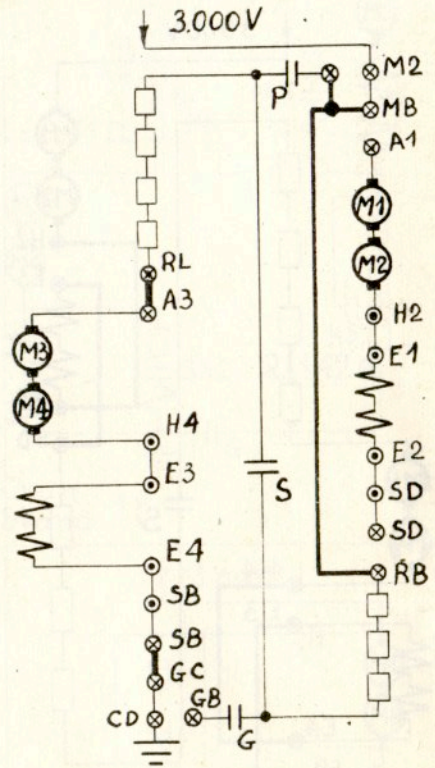 3.000V
M2
P
MB
A1
M1
M2
RL
A3
H2
M3
E1
M4
H4
E3
S
E2
SD
E4
SD
SB
RB
SB
GC
GB
CD
G